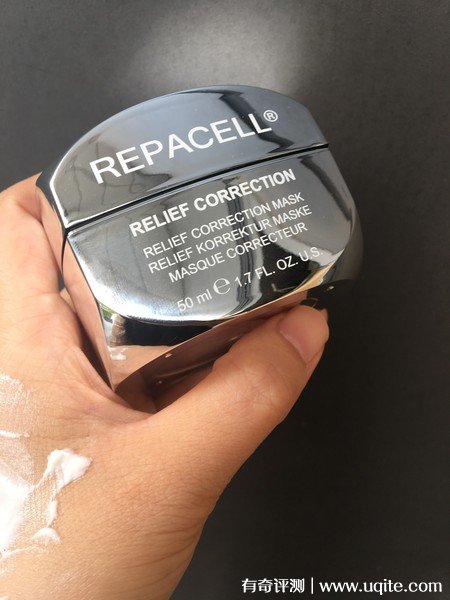 REPACELL®
RELIEF CORRECTION
RELIEF CORRECTION MASK
RELIEF KORREKTUR MASKE
MASQUE CORRECTEUR
50 ml ℮ 1.7 FL. OZ. U.S.
有奇评测 | www.uqite.com